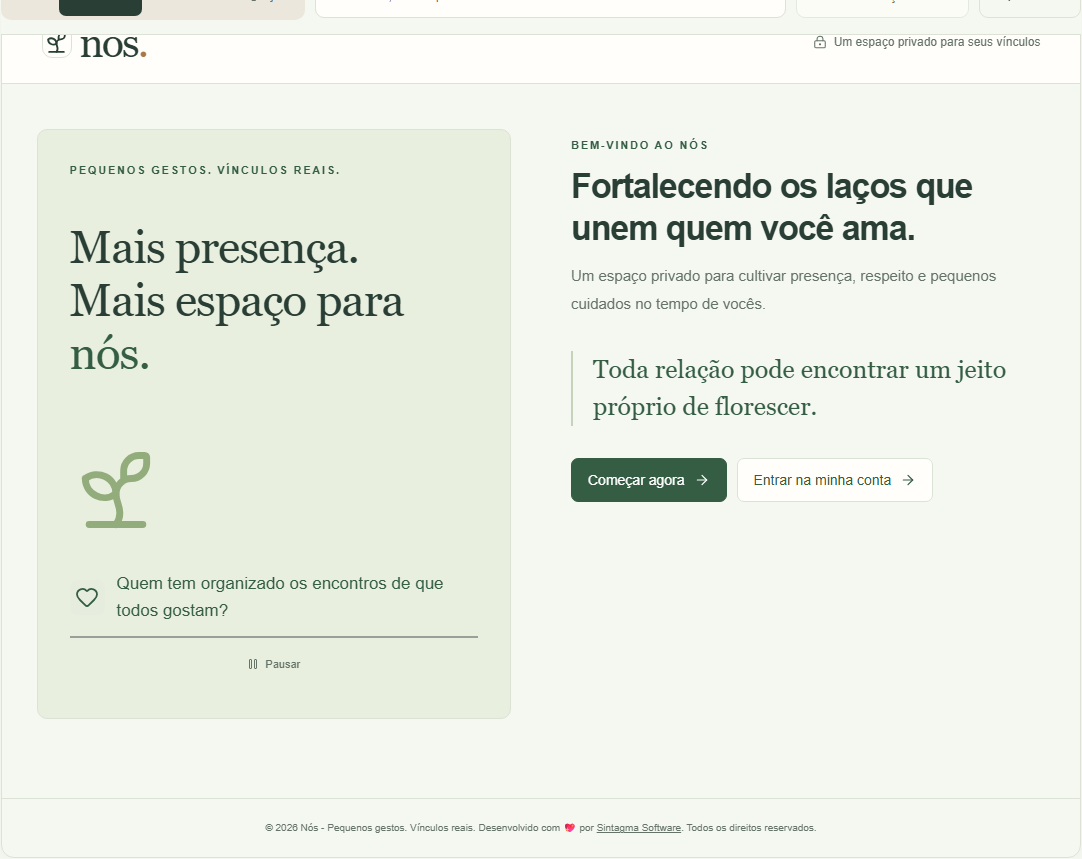 nós.
Um espaço privado para seus vínculos
PEQUENOS GESTOS. VÍNCULOS REAIS.
Mais presença.
Mais espaço para
nós.
Quem tem organizado os encontros de que
todos gostam?
Pausar
BEM-VINDO AO NÓS
Fortalecendo os laços que
unem quem você ama.
Um espaço privado para cultivar presença, respeito e pequenos
cuidados no tempo de vocês.
Toda relação pode encontrar um jeito
próprio de florescer.
Começar agora →
Entrar na minha conta →
© 2026 Nós - Pequenos gestos. Vínculos reais. Desenvolvido com 💖 por Sintagma Software. Todos os direitos reservados.